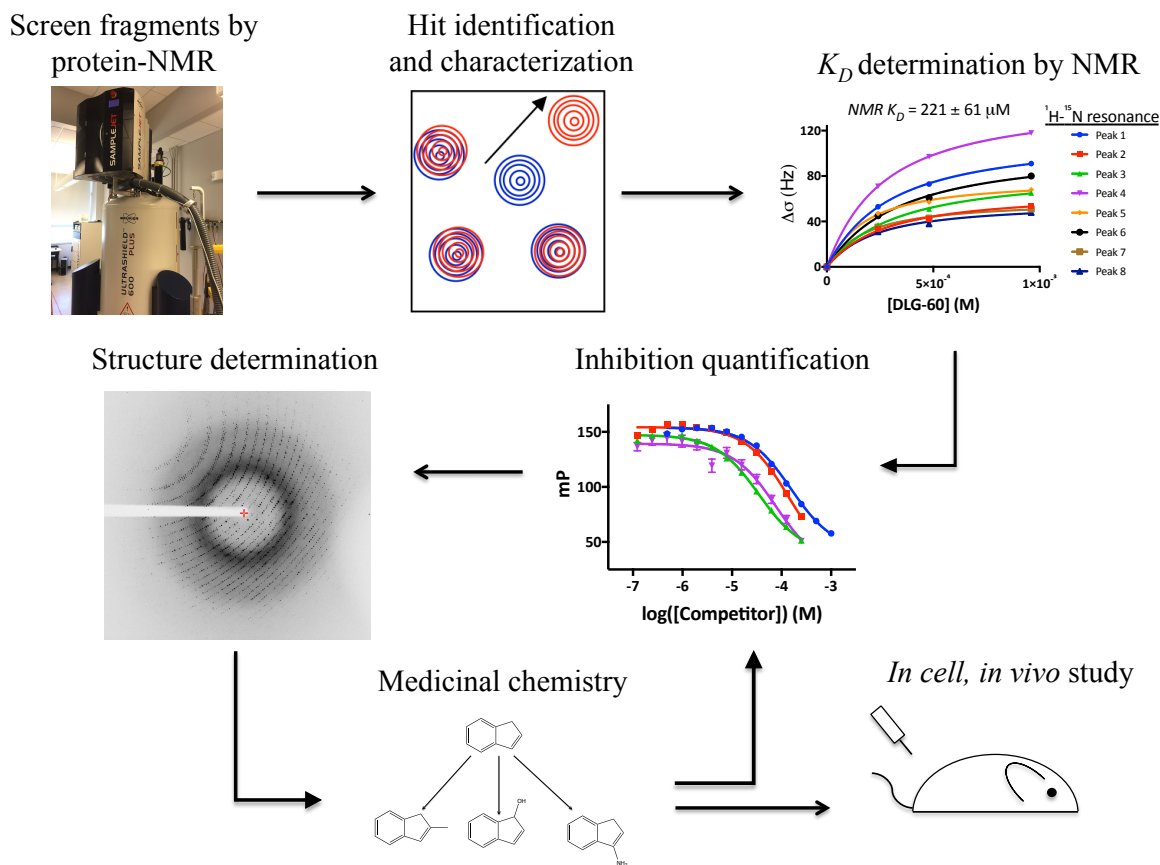 Screen fragments by
protein-NMR
SAMPLEJET
SAMPLEJET
ULTRASHIELD™
600 PLUS
Hit identification
and characterization
K_D determination by NMR
NMR K_D = 221 ± 61 μM
¹H-¹⁵N resonance
Peak 1
Peak 2
Peak 3
Peak 4
Peak 5
Peak 6
Peak 7
Peak 8
Δσ (Hz)
120
80
40
0
0
5×10⁻⁴
1×10⁻³
[DLG-60] (M)
Structure determination
Inhibition quantification
mP
150
100
50
-7
-6
-5
-4
-3
log([Competitor]) (M)
Medicinal chemistry
OH
NH₂
In cell, in vivo study